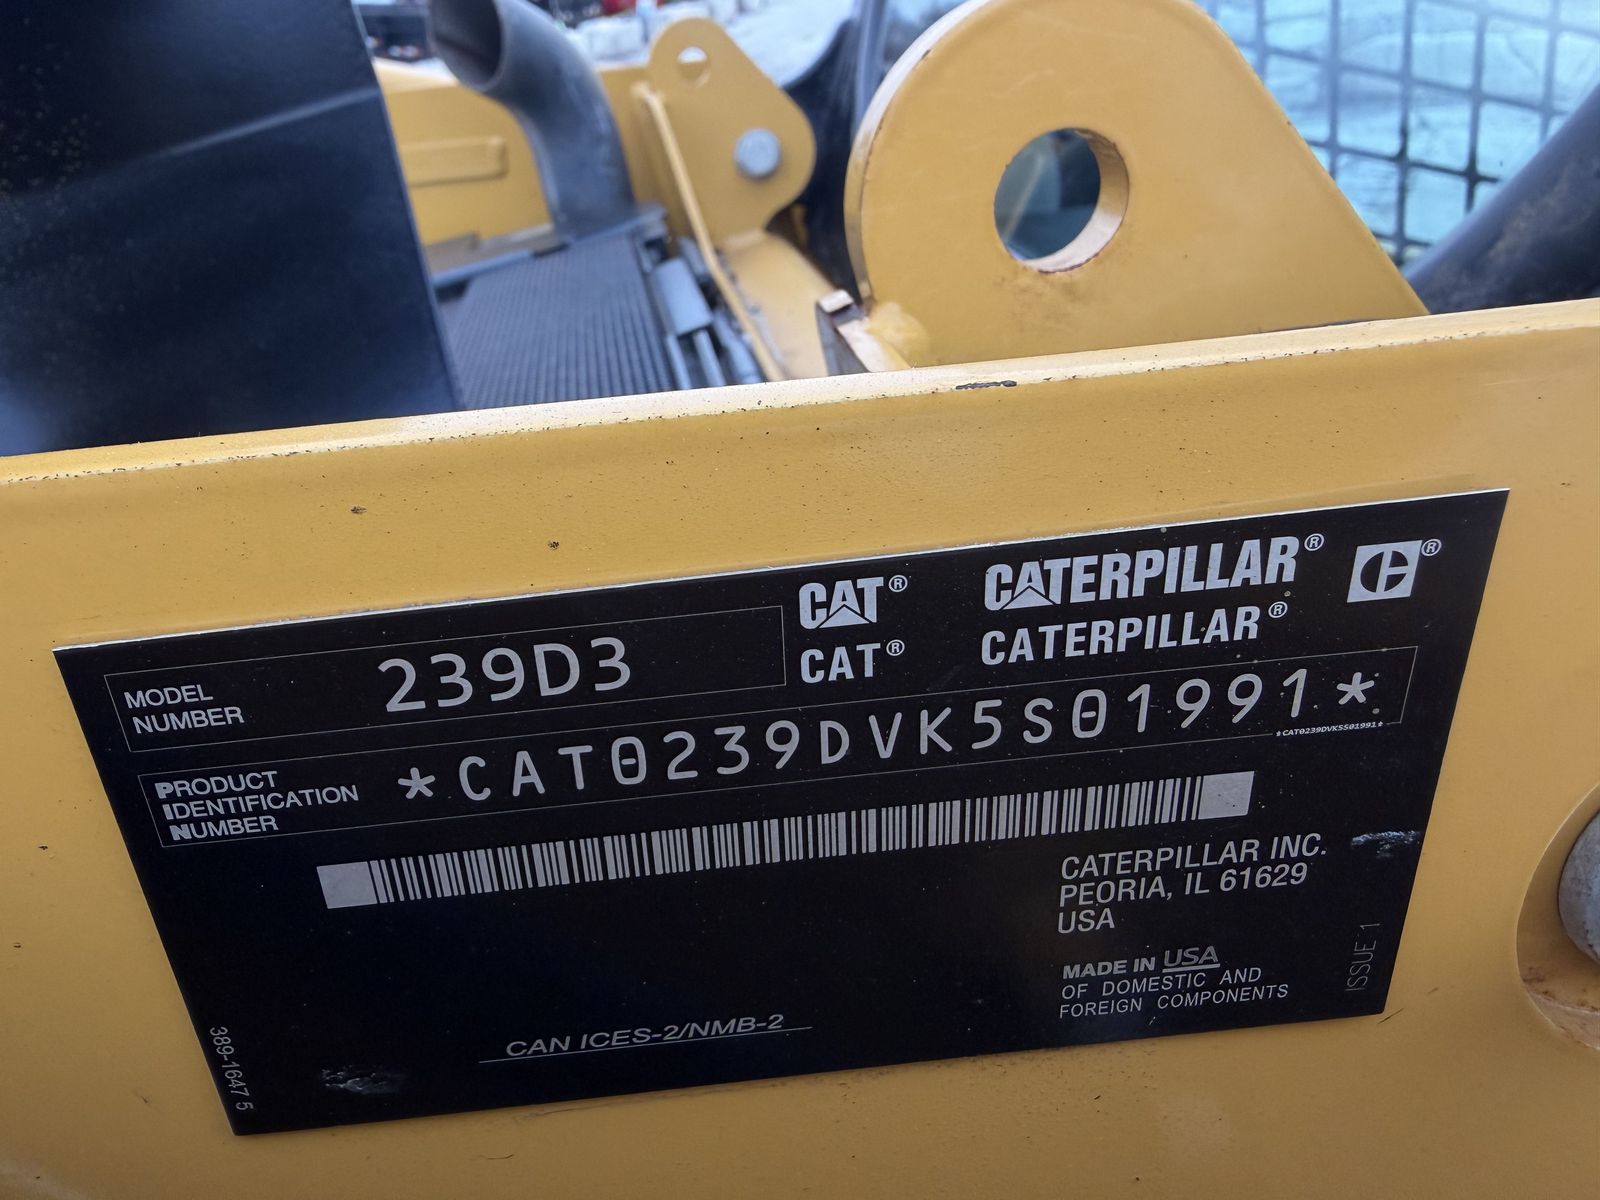 CAT® CATERPILLAR® ®
CAT® CATERPILLAR®
MODEL
NUMBER
239D3
PRODUCT
IDENTIFICATION
NUMBER
*CAT0239DVK5S01991*
*CAT0239DVK5S01991*
CATERPILLAR INC.
PEORIA, IL 61629
USA
MADE IN USA
OF DOMESTIC AND
FOREIGN COMPONENTS
ISSUE 1
CAN ICES-2/NMB-2
389-1647 5